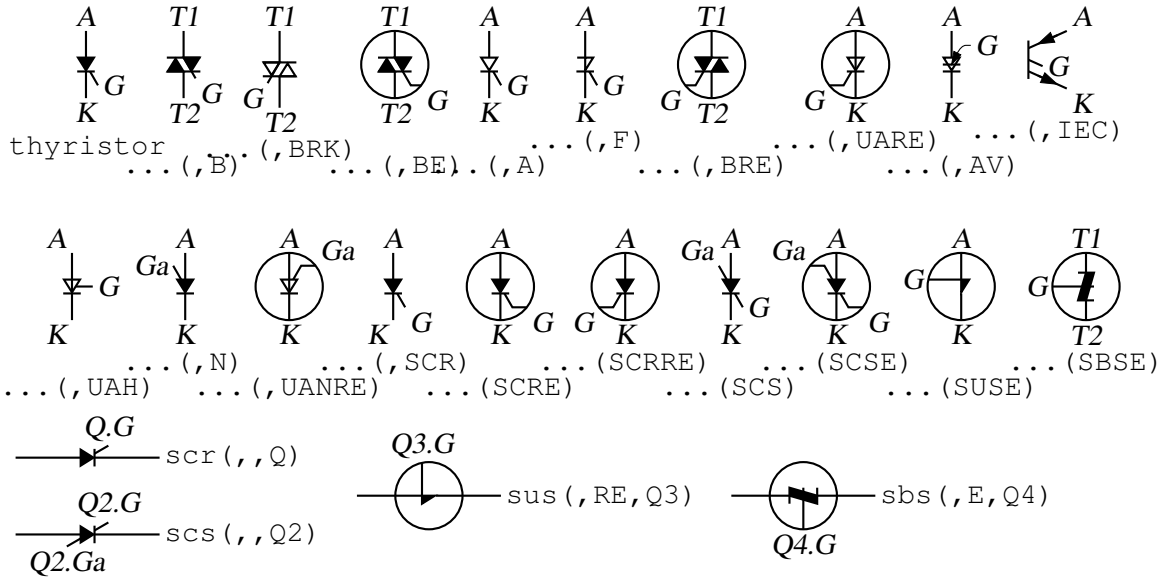 A T1 T1 T1 A A T1 A A A
G
G G G G G G G G G
K T2 T2 T2 K K T2 K K K
thyristor ...(,BRK) ...(,F) ...(,UARE) ...(,IEC)
...(,B) ...(,BE) ...(,A) ...(,BRE) ...(,AV)
A A A A A A A A A T1
Ga Ga Ga Ga
G G G G G G G G G
K K K K K K K K K T2
...(,N) ...(,SCR) ...(SCRRE) ...(SCSE) ...(SBSE)
...(,UAH) ...(,UANRE) ...(SCRE) ...(SCS) ...(SUSE)
Q.G Q3.G
scr(,,Q)
Q2.G sus(,RE,Q3) sbs(,E,Q4)
scs(,,Q2)
Q2.Ga Q4.G